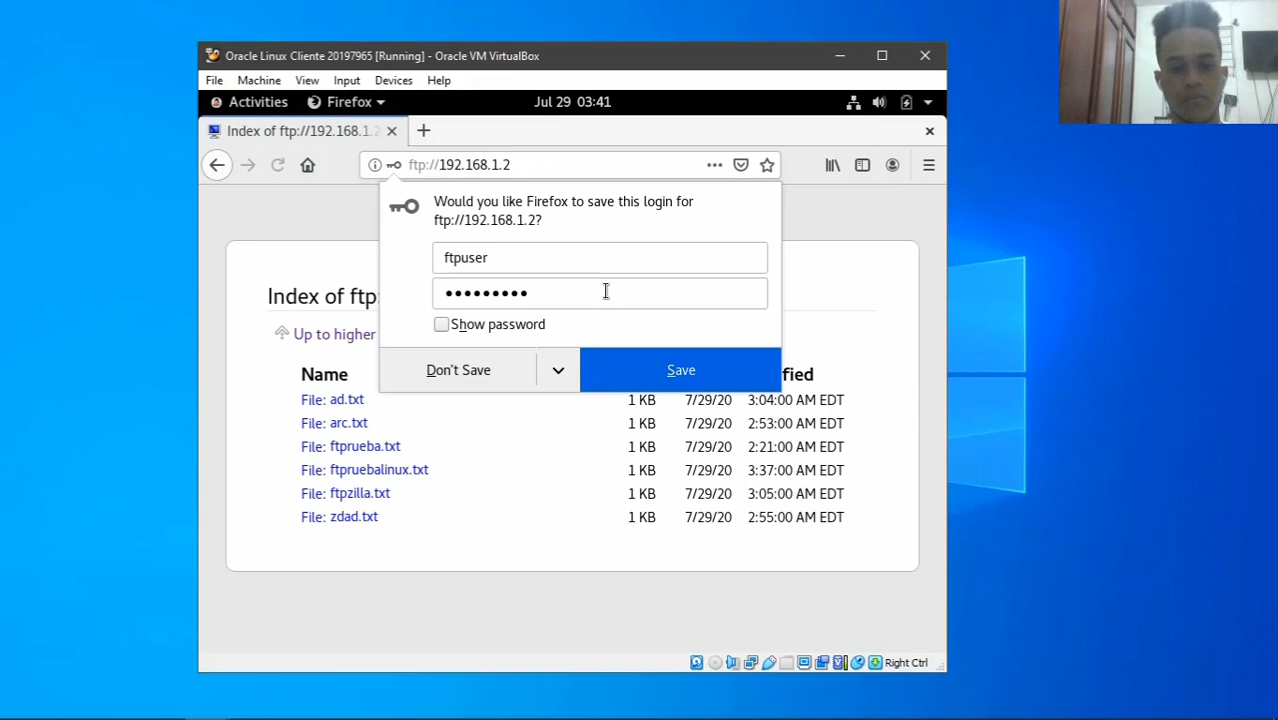 Oracle Linux Cliente 20197965 [Running] - Oracle VM VirtualBox
File Machine View Input Devices Help
Activities Firefox Jul 29 03:41
Index of ftp://192.168.1.2
ftp://192.168.1.2
Would you like Firefox to save this login for
ftp://192.168.1.2?
ftpuser
•••••••••
Show password
Don't Save Save
Index of ftp:
Up to higher
Name ified
File: ad.txt 1 KB 7/29/20 3:04:00 AM EDT
File: arc.txt 1 KB 7/29/20 2:53:00 AM EDT
File: ftprueba.txt 1 KB 7/29/20 2:21:00 AM EDT
File: ftpruebalinux.txt 1 KB 7/29/20 3:37:00 AM EDT
File: ftpzilla.txt 1 KB 7/29/20 3:05:00 AM EDT
File: zdad.txt 1 KB 7/29/20 2:55:00 AM EDT
Right Ctrl